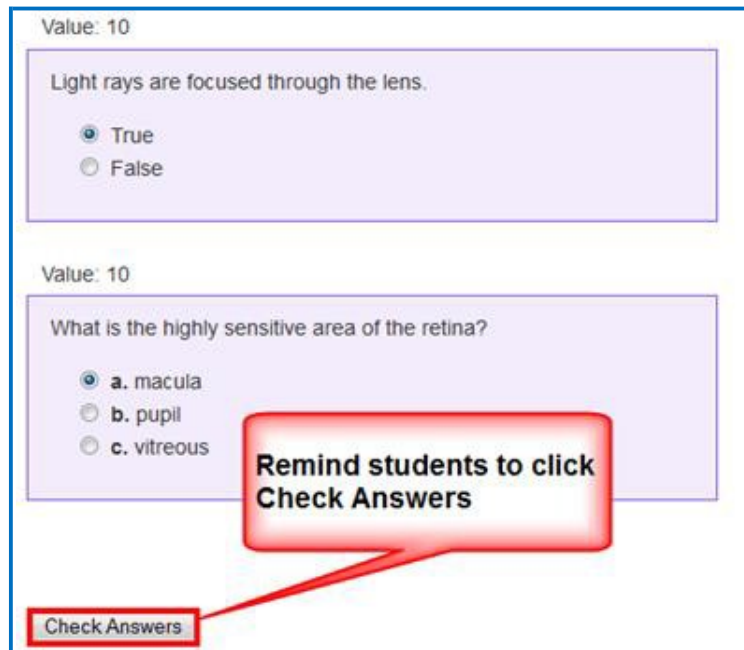 Value: 10
Light rays are focused through the lens.
True
False
Value: 10
What is the highly sensitive area of the retina?
a. macula
b. pupil
c. vitreous
Remind students to click
Check Answers
Check Answers